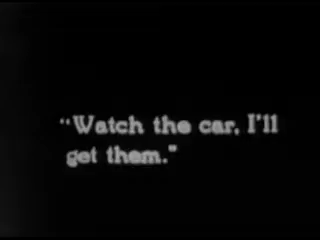 "Watch the car, I'll
get them."